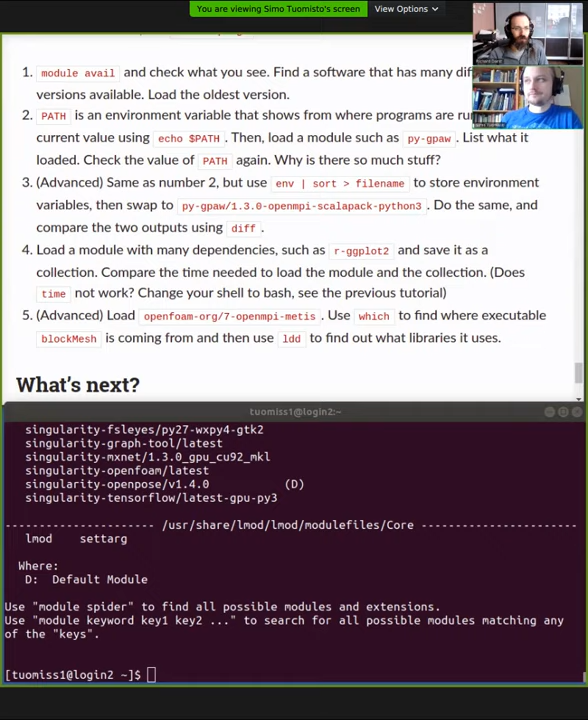 You are viewing Simo Tuomisto's screen
View Options
1. module avail and check what you see. Find a software that has many
versions available. Load the oldest version.
2. PATH is an environment variable that shows from where programs are
current value using echo $PATH . Then, load a module such as py-gpaw . List what it
loaded. Check the value of PATH again. Why is there so much stuff?
3. (Advanced) Same as number 2, but use env | sort > filename to store environment
variables, then swap to py-gpaw/1.3.0-openmpi-scalapack-python3 . Do the same, and
compare the two outputs using diff .
4. Load a module with many dependencies, such as r-ggplot2 and save it as a
collection. Compare the time needed to load the module and the collection. (Does
time not work? Change your shell to bash, see the previous tutorial)
5. (Advanced) Load openfoam-org/7-openmpi-metis . Use which to find where executable
blockMesh is coming from and then use ldd to find out what libraries it uses.
What's next?
tuomiss1@login2:~
singularity-fsleyes/py27-wxpy4-gtk2
singularity-graph-tool/latest
singularity-mxnet/1.3.0_gpu_cu92_mkl
singularity-openfoam/latest
singularity-openpose/v1.4.0 (D)
singularity-tensorflow/latest-gpu-py3
---------------------- /usr/share/lmod/lmod/modulefiles/Core -----------------------
lmod settarg
Where:
D: Default Module
Use "module spider" to find all possible modules and extensions.
Use "module keyword key1 key2 ..." to search for all possible modules matching any
of the "keys".
[tuomiss1@login2 ~]$